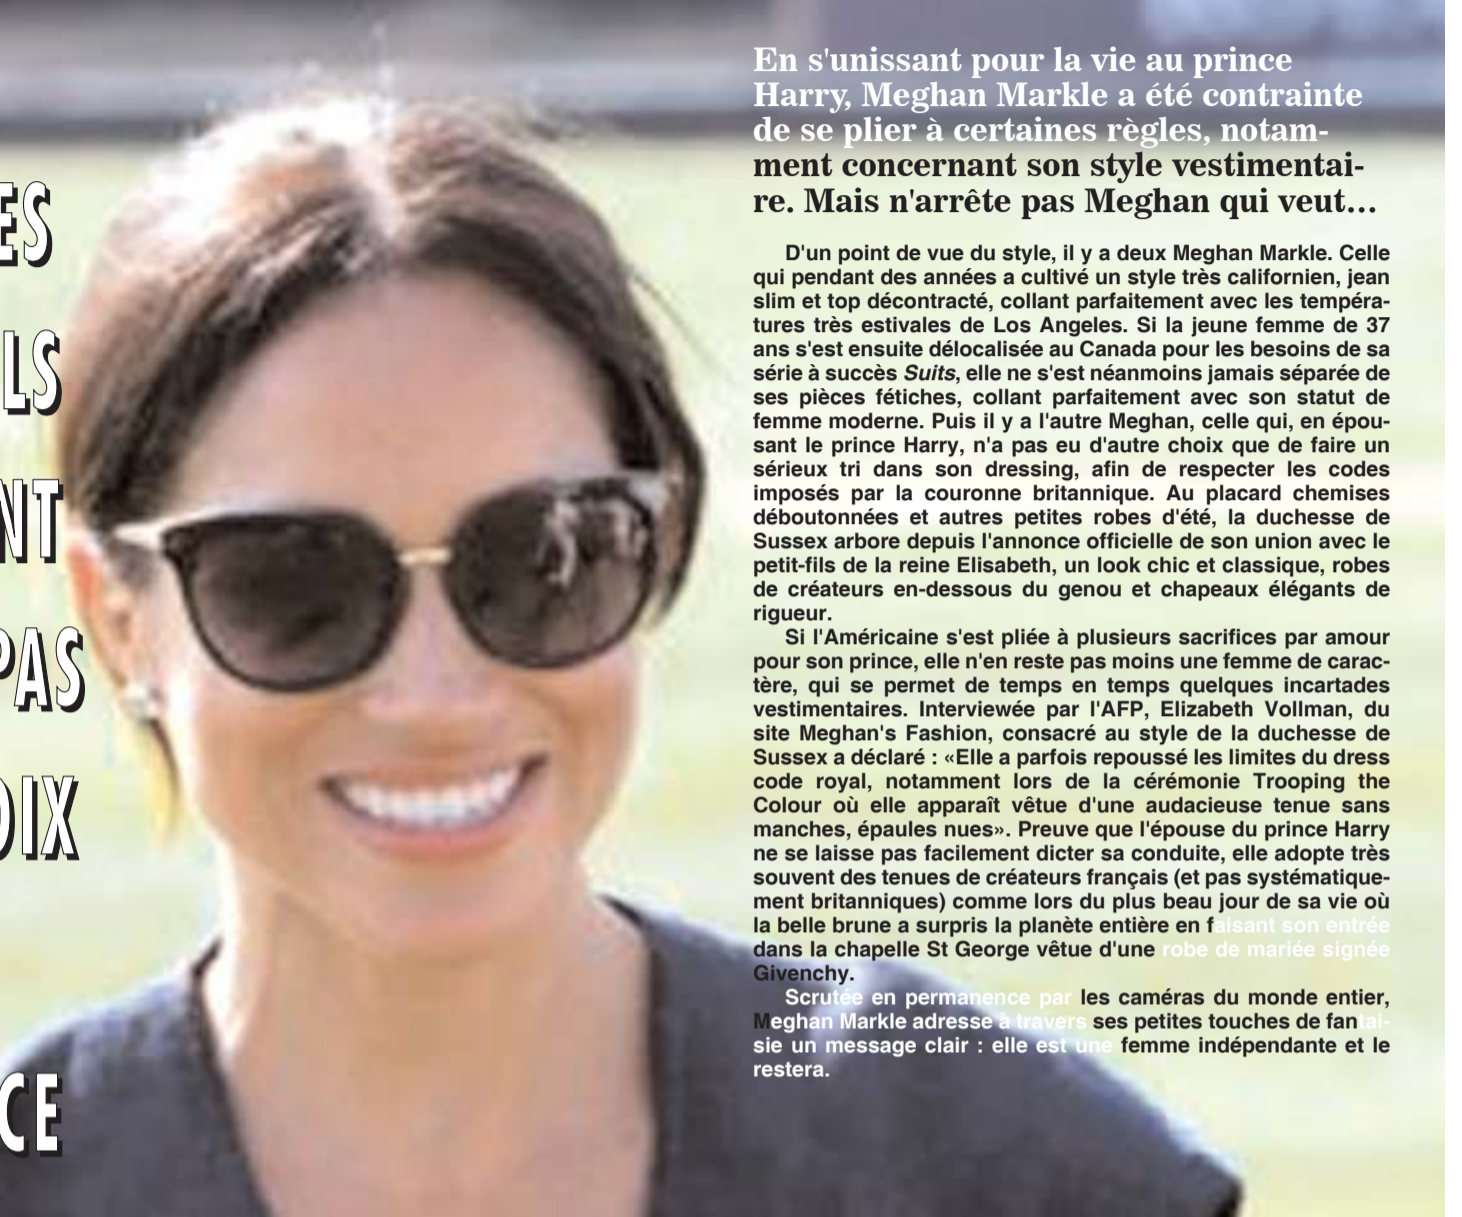 ES
LS
NT
PAS
OIX
CE
En s'unissant pour la vie au prince
Harry, Meghan Markle a été contrainte
de se plier à certaines règles, notam-
ment concernant son style vestimentai-
re. Mais n'arrête pas Meghan qui veut...
D'un point de vue du style, il y a deux Meghan Markle. Celle
qui pendant des années a cultivé un style très californien, jean
slim et top décontracté, collant parfaitement avec les tempéra-
tures très estivales de Los Angeles. Si la jeune femme de 37
ans s'est ensuite délocalisée au Canada pour les besoins de sa
série à succès Suits, elle ne s'est néanmoins jamais séparée de
ses pièces fétiches, collant parfaitement avec son statut de
femme moderne. Puis il y a l'autre Meghan, celle qui, en épou-
sant le prince Harry, n'a pas eu d'autre choix que de faire un
sérieux tri dans son dressing, afin de respecter les codes
imposés par la couronne britannique. Au placard chemises
déboutonnées et autres petites robes d'été, la duchesse de
Sussex arbore depuis l'annonce officielle de son union avec le
petit-fils de la reine Elisabeth, un look chic et classique, robes
de créateurs en-dessous du genou et chapeaux élégants de
rigueur.
Si l'Américaine s'est pliée à plusieurs sacrifices par amour
pour son prince, elle n'en reste pas moins une femme de carac-
tère, qui se permet de temps en temps quelques incartades
vestimentaires. Interviewée par l'AFP, Elizabeth Vollman, du
site Meghan's Fashion, consacré au style de la duchesse de
Sussex a déclaré : «Elle a parfois repoussé les limites du dress
code royal, notamment lors de la cérémonie Trooping the
Colour où elle apparaît vêtue d'une audacieuse tenue sans
manches, épaules nues». Preuve que l'épouse du prince Harry
ne se laisse pas facilement dicter sa conduite, elle adopte très
souvent des tenues de créateurs français (et pas systématique-
ment britanniques) comme lors du plus beau jour de sa vie où
la belle brune a surpris la planète entière en faisant son entrée
dans la chapelle St George vêtue d'une robe de mariée signée
Givenchy.
Scrutée en permanence par les caméras du monde entier,
Meghan Markle adresse à travers ses petites touches de fantai-
sie un message clair : elle est une femme indépendante et le
restera.